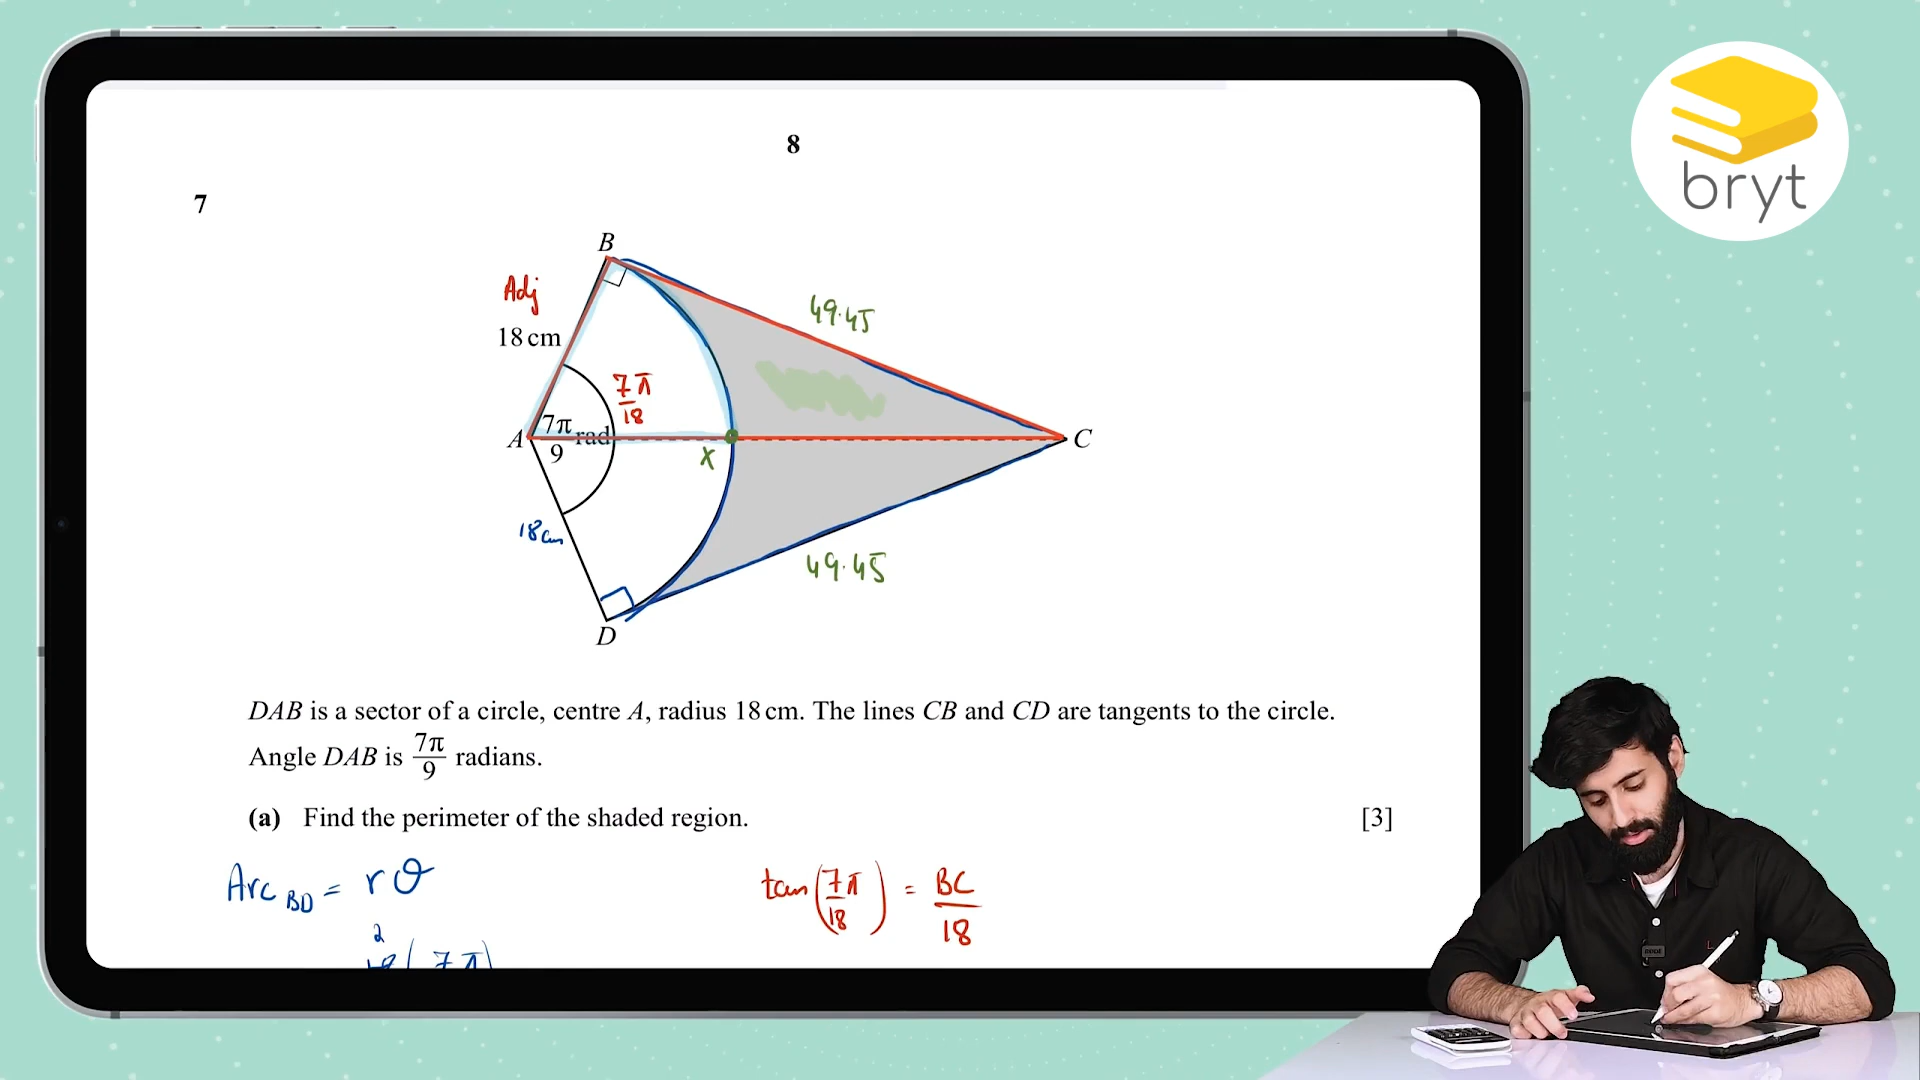 bryt
8
7
B
Adj
18 cm
49.45
7π/18
A
7π/9 rad
X
C
18cm
49.45
D
DAB is a sector of a circle, centre A, radius 18 cm. The lines CB and CD are tangents to the circle.
Angle DAB is 7π/9 radians.
(a) Find the perimeter of the shaded region. [3]
Arc BD = rθ
tan(7π/18) = BC/18
2
18(7π)